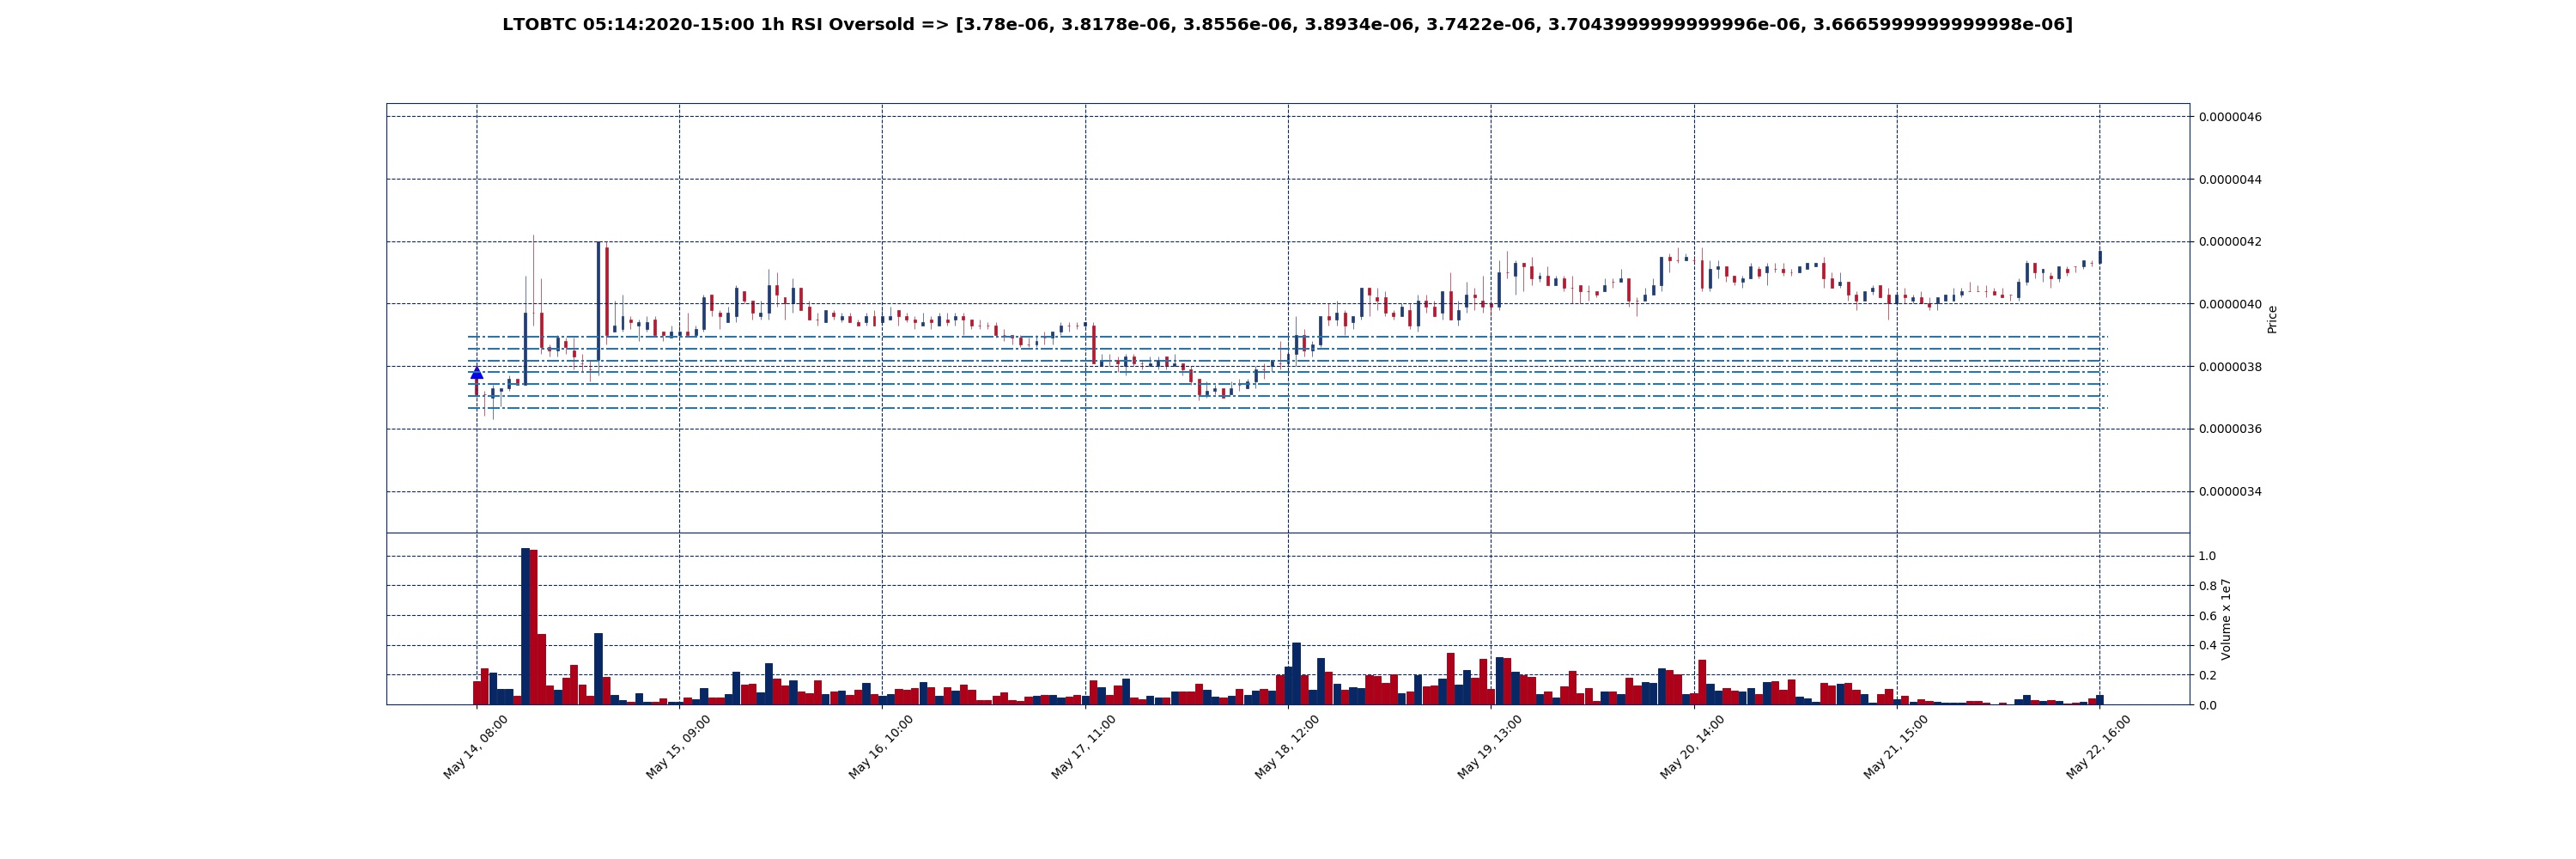 LTOBTC 05:14:2020-15:00 1h RSI Oversold => [3.78e-06, 3.8178e-06, 3.8556e-06, 3.8934e-06, 3.7422e-06, 3.7043999999999996e-06, 3.6665999999999998e-06]
0.0000046
0.0000044
0.0000042
0.0000040
0.0000038
0.0000036
0.0000034
Price
1.0
0.8
0.6
0.4
0.2
0.0
Volume x 1e7
May 14, 08:00
May 15, 09:00
May 16, 10:00
May 17, 11:00
May 18, 12:00
May 19, 13:00
May 20, 14:00
May 21, 15:00
May 22, 16:00